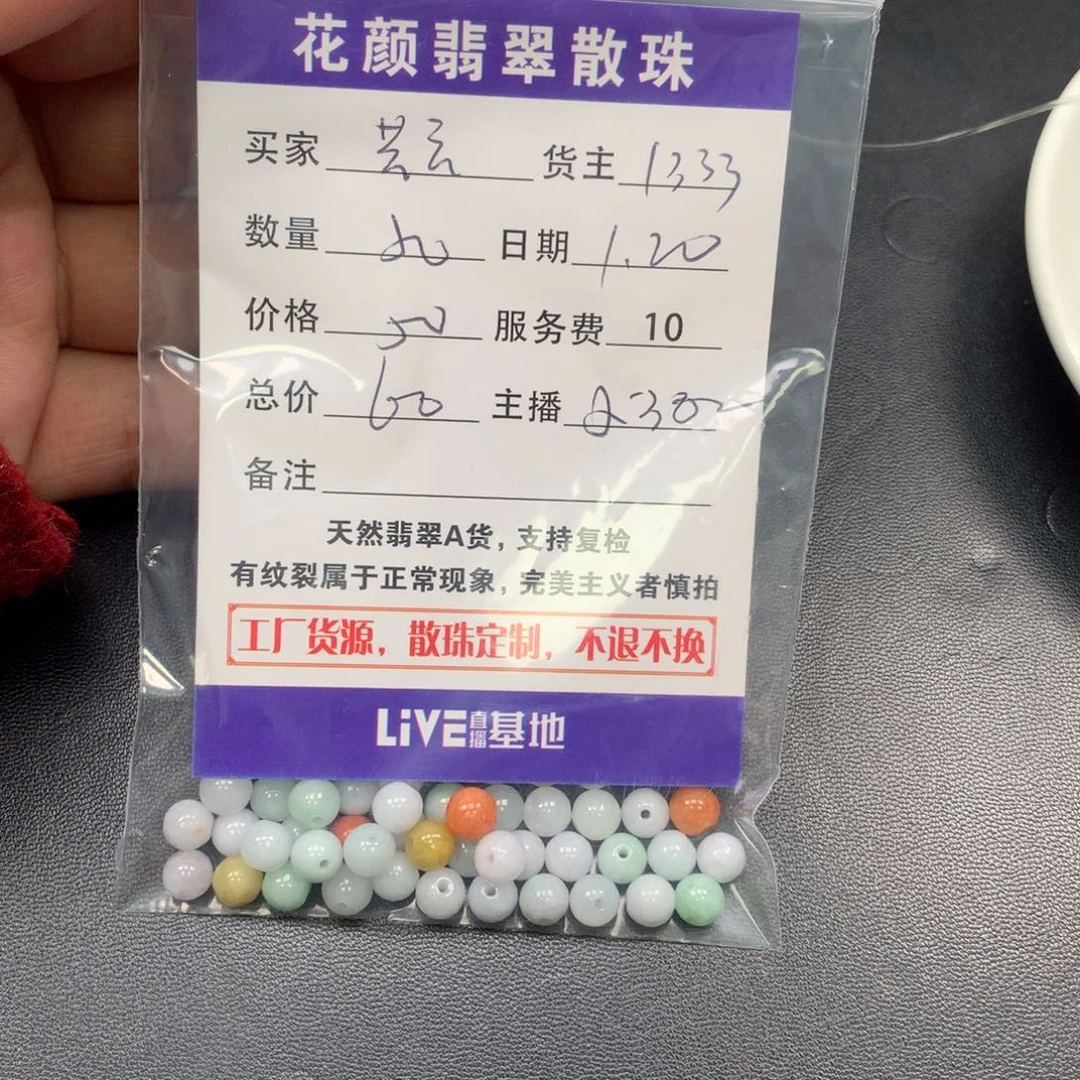 花颜翡翠散珠
买家 芸云 货主 1333
数量 日期 1.20
价格 50 服务费 10
总价 60 主播
备注
天然翡翠A货，支持复检
有纹裂属于正常现象，完美主义者慎拍
工厂货源，散珠定制，不退不换
LiVE直播基地